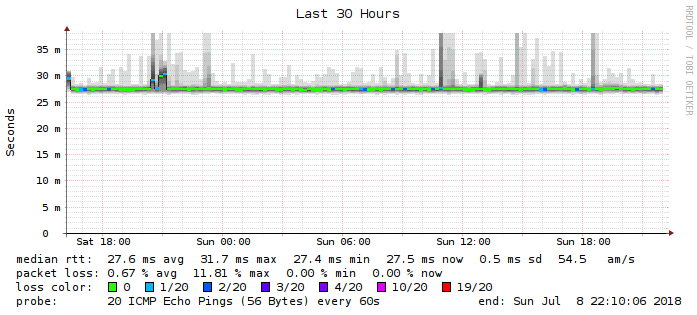 Last 30 Hours
RRDTOOL / TOBI OETIKER
Seconds
35 m
30 m
25 m
20 m
15 m
10 m
5 m
0
Sat 18:00 Sun 00:00 Sun 06:00 Sun 12:00 Sun 18:00
median rtt: 27.6 ms avg 31.7 ms max 27.4 ms min 27.5 ms now 0.5 ms sd 54.5 am/s
packet loss: 0.67 % avg 11.81 % max 0.00 % min 0.00 % now
loss color: 0 1/20 2/20 3/20 4/20 10/20 19/20
probe: 20 ICMP Echo Pings (56 Bytes) every 60s end: Sun Jul 8 22:10:06 2018